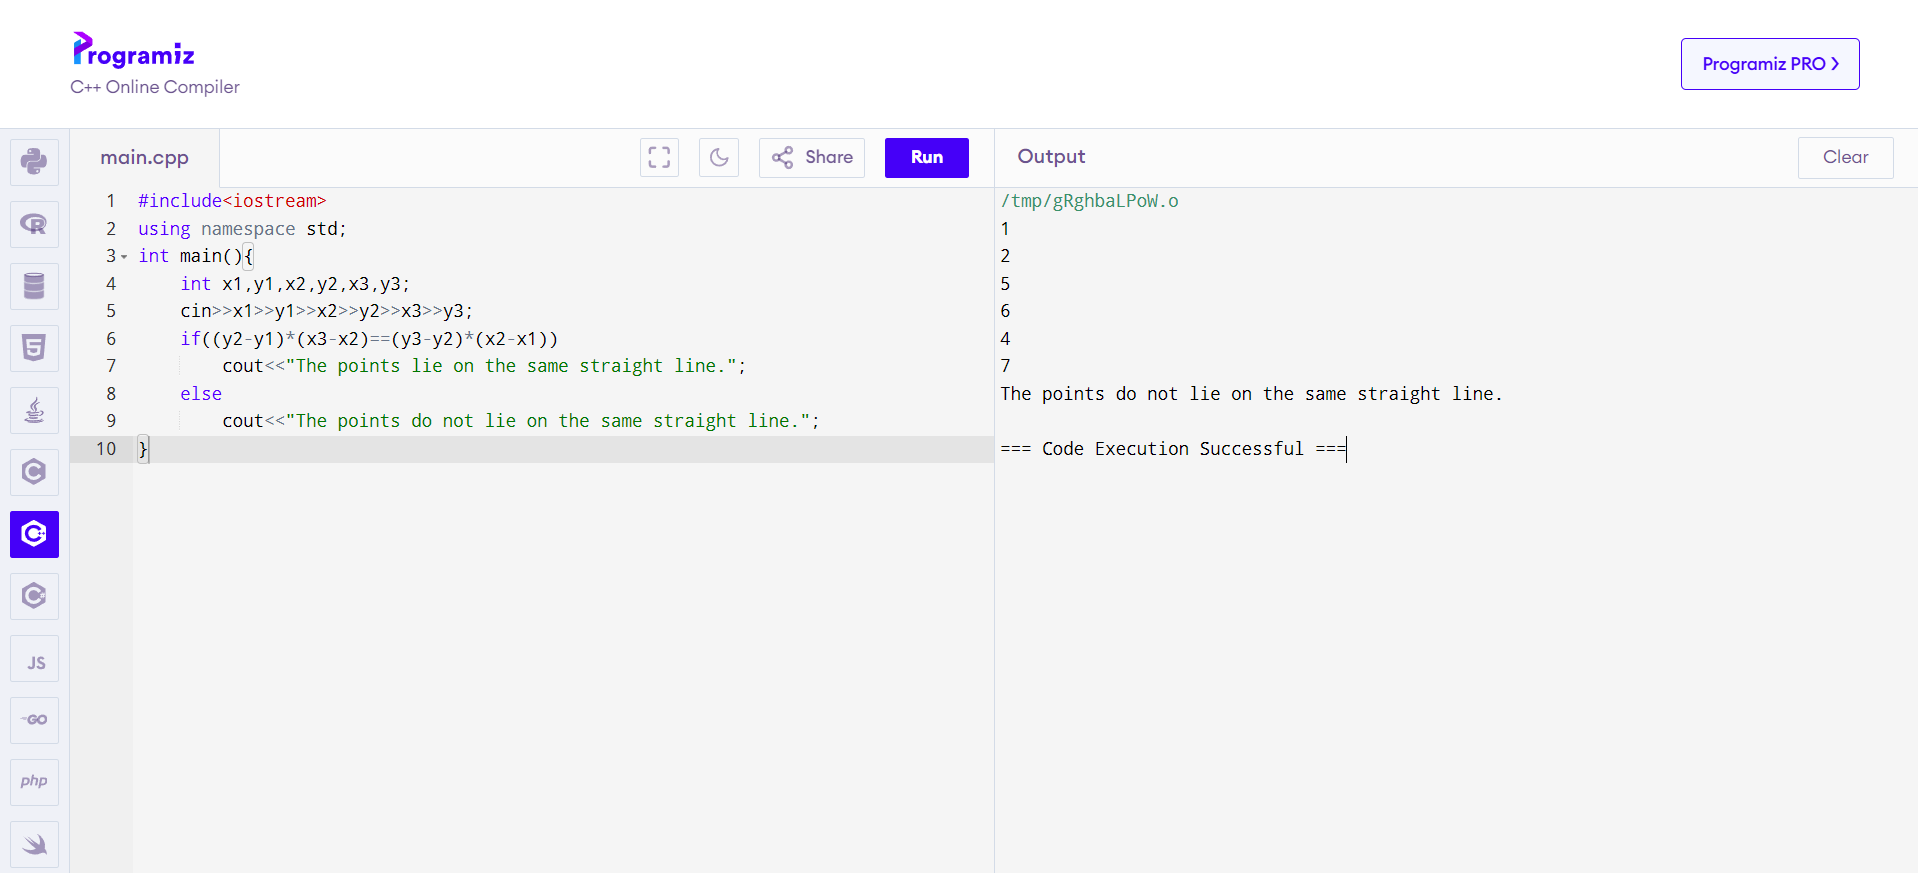 Programiz
C++ Online Compiler
Programiz PRO
main.cpp
Share
Run
Output
Clear
1 #include<iostream>
2 using namespace std;
3 int main(){
4     int x1,y1,x2,y2,x3,y3;
5     cin>>x1>>y1>>x2>>y2>>x3>>y3;
6     if((y2-y1)*(x3-x2)==(y3-y2)*(x2-x1))
7         cout<<"The points lie on the same straight line.";
8     else
9         cout<<"The points do not lie on the same straight line.";
10 }
/tmp/gRghbaLPoW.o
1
2
5
6
4
7
The points do not lie on the same straight line.
=== Code Execution Successful ===
R
5
C
C
C
JS
GO
php